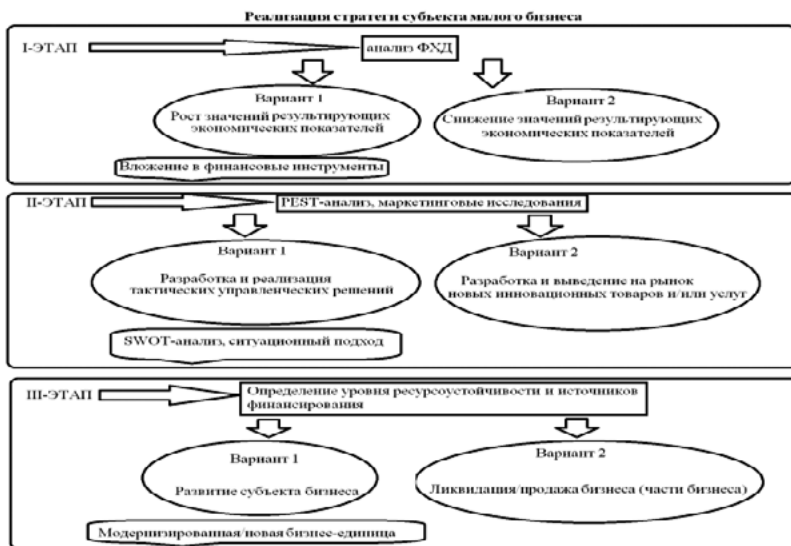 Реализация стратеги субъекта малого бизнеса
I-ЭТАП
анализ ФХД
Вариант 1
Рост значений результирующих
экономических показателей
Вариант 2
Снижение значений результирующих
экономических показателей
Вложение в финансовые инструменты
II-ЭТАП
PEST-анализ, маркетинговые исследования
Вариант 1
Разработка и реализация
тактических управленческих решений
Вариант 2
Разработка и выведение на рынок
новых инновационных товаров и/или услуг
SWOT-анализ, ситуационный подход
III-ЭТАП
Определение уровня ресурсоустойчивости и источников
финансирования
Вариант 1
Развитие субъекта бизнеса
Вариант 2
Ликвидация/продажа бизнеса (части бизнеса)
Модернизированная/новая бизнес-единица